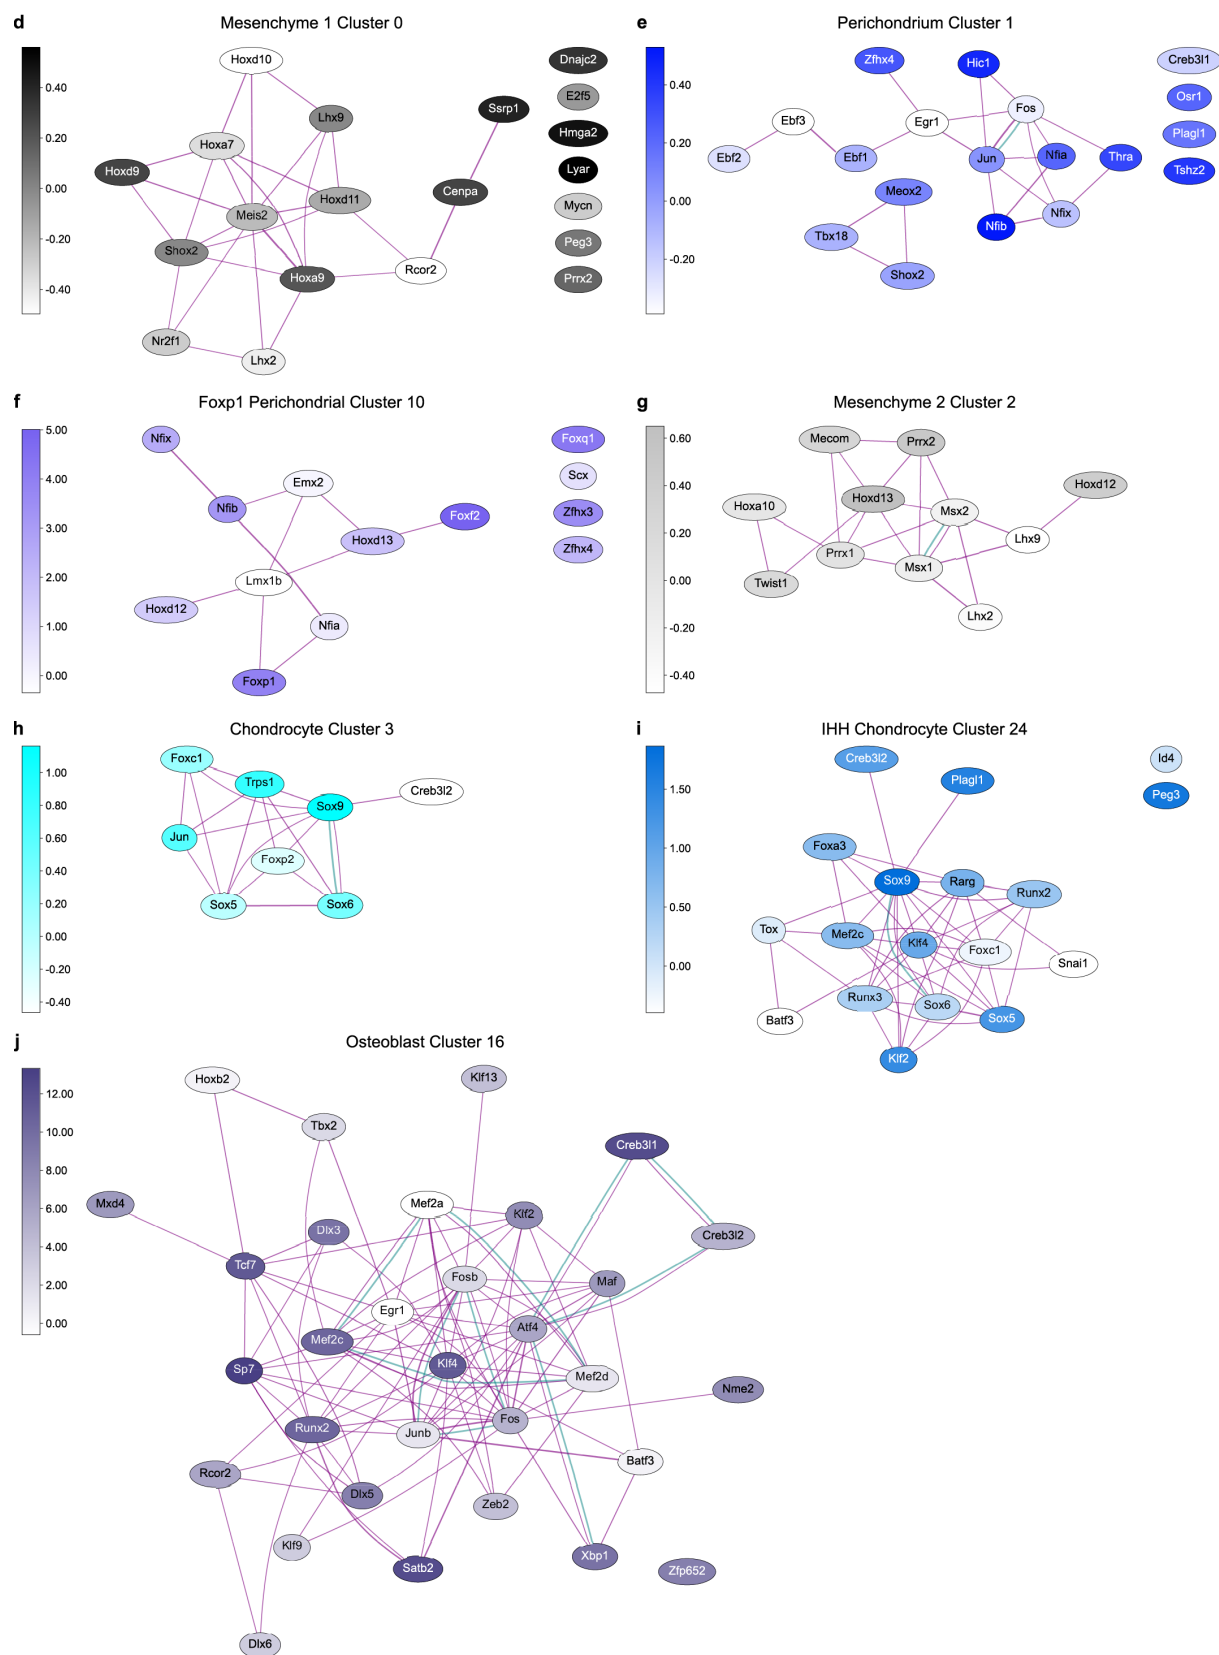 d
Mesenchyme 1 Cluster 0
0.40
0.20
0.00
-0.20
-0.40
Hoxd10
Lhx9
Hoxa7
Hoxd9
Hoxd11
Meis2
Shox2
Hoxa9
Rcor2
Nr2f1
Lhx2
Ssrp1
Cenpa
Dnajc2
E2f5
Hmga2
Lyar
Mycn
Peg3
Prrx2
e
Perichondrium Cluster 1
0.40
0.20
0.00
-0.20
Zfhx4
Hic1
Fos
Ebf3
Egr1
Ebf2
Ebf1
Jun
Nfia
Thra
Meox2
Nfix
Nfib
Tbx18
Shox2
Creb3l1
Osr1
Plagl1
Tshz2
f
Foxp1 Perichondrial Cluster 10
5.00
4.00
3.00
2.00
1.00
0.00
Nfix
Emx2
Nfib
Foxf2
Hoxd13
Lmx1b
Hoxd12
Nfia
Foxp1
Foxq1
Scx
Zfhx3
Zfhx4
g
Mesenchyme 2 Cluster 2
0.60
0.40
0.20
0.00
-0.20
-0.40
Mecom
Prrx2
Hoxd12
Hoxd13
Hoxa10
Msx2
Lhx9
Prrx1
Msx1
Twist1
Lhx2
h
Chondrocyte Cluster 3
1.00
0.80
0.60
0.40
0.20
0.00
-0.20
-0.40
Foxc1
Trps1
Creb3l2
Sox9
Jun
Foxp2
Sox5
Sox6
i
IHH Chondrocyte Cluster 24
1.50
1.00
0.50
0.00
Creb3l2
Plagl1
Foxa3
Sox9
Rarg
Runx2
Tox
Mef2c
Klf4
Foxc1
Snai1
Runx3
Sox6
Sox5
Batf3
Klf2
Id4
Peg3
j
Osteoblast Cluster 16
12.00
10.00
8.00
6.00
4.00
2.00
0.00
Hoxb2
Klf13
Tbx2
Creb3l1
Mxd4
Mef2a
Klf2
Dlx3
Creb3l2
Tcf7
Fosb
Maf
Egr1
Atf4
Mef2c
Klf4
Sp7
Mef2d
Nme2
Fos
Runx2
Junb
Batf3
Rcor2
Dlx5
Zeb2
Klf9
Xbp1
Satb2
Zfp652
Dlx6